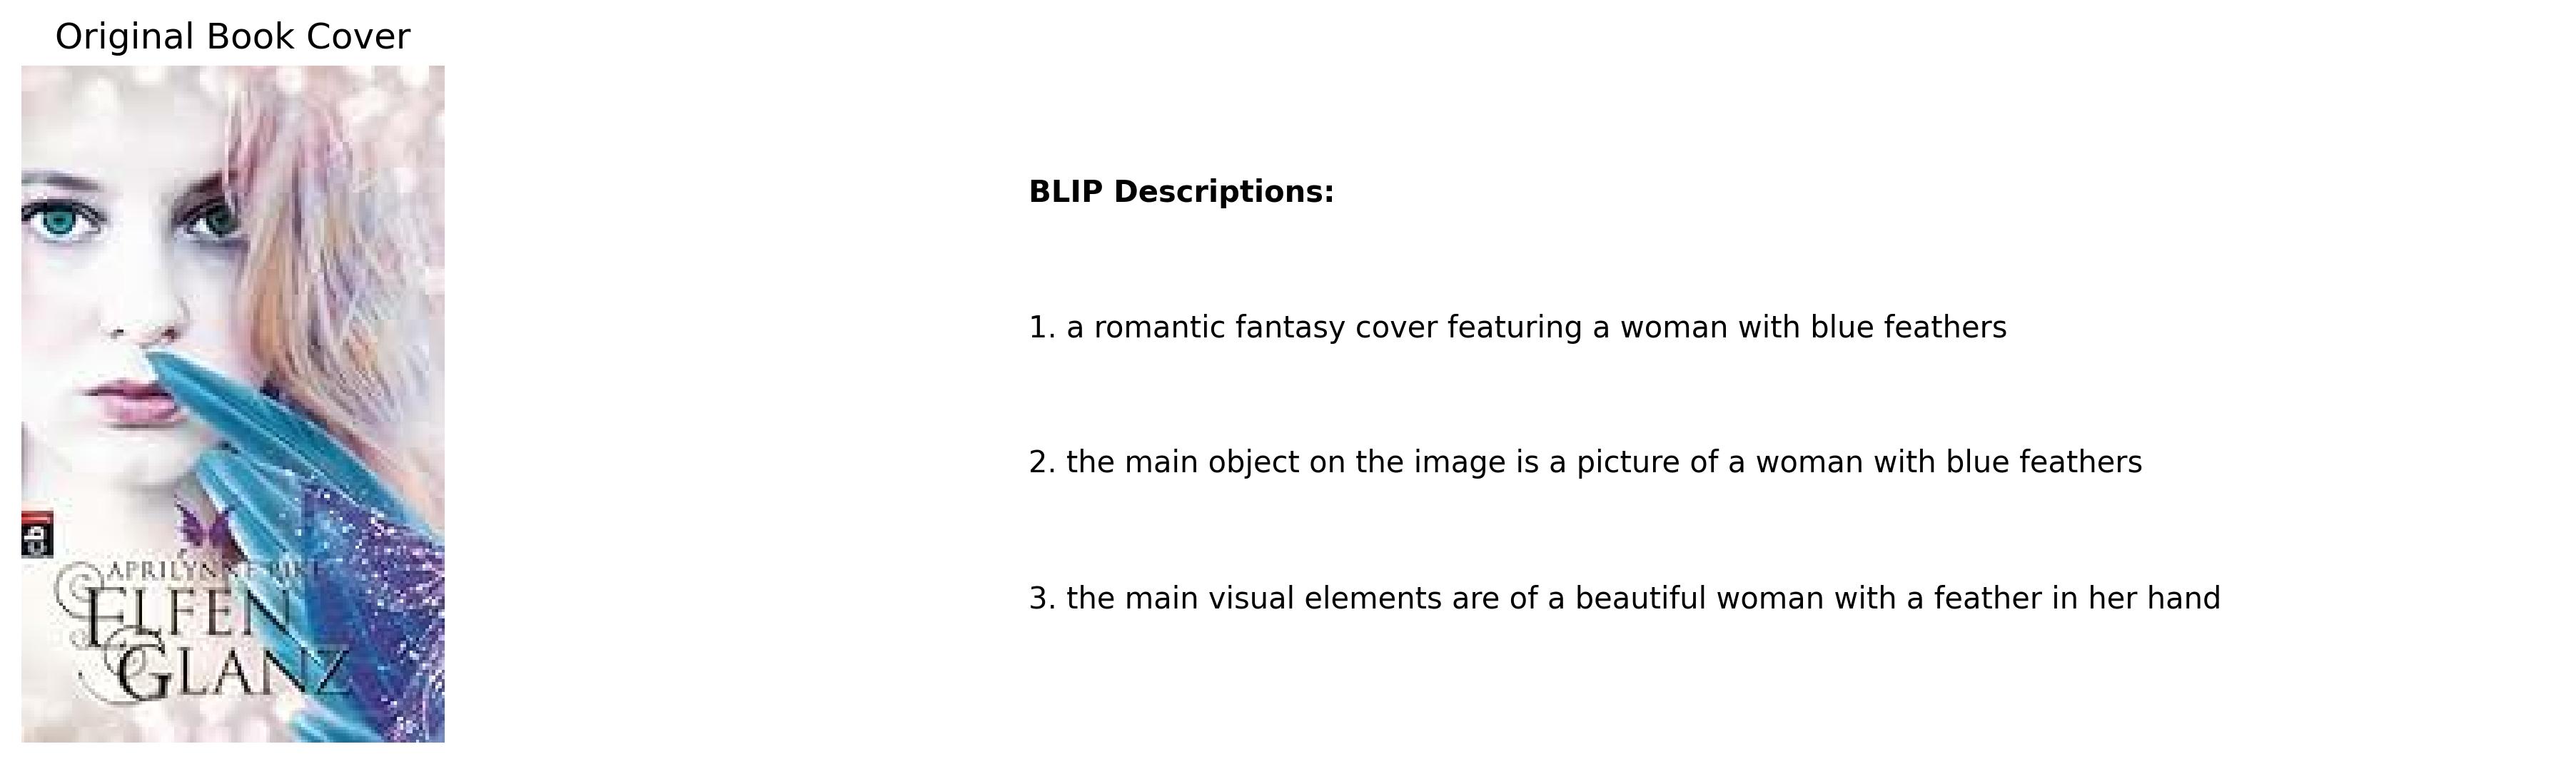 Original Book Cover
BLIP Descriptions:
1. a romantic fantasy cover featuring a woman with blue feathers
2. the main object on the image is a picture of a woman with blue feathers
3. the main visual elements are of a beautiful woman with a feather in her hand
cbj
APRILYNNE PIKE
ELFEN
GLANZ